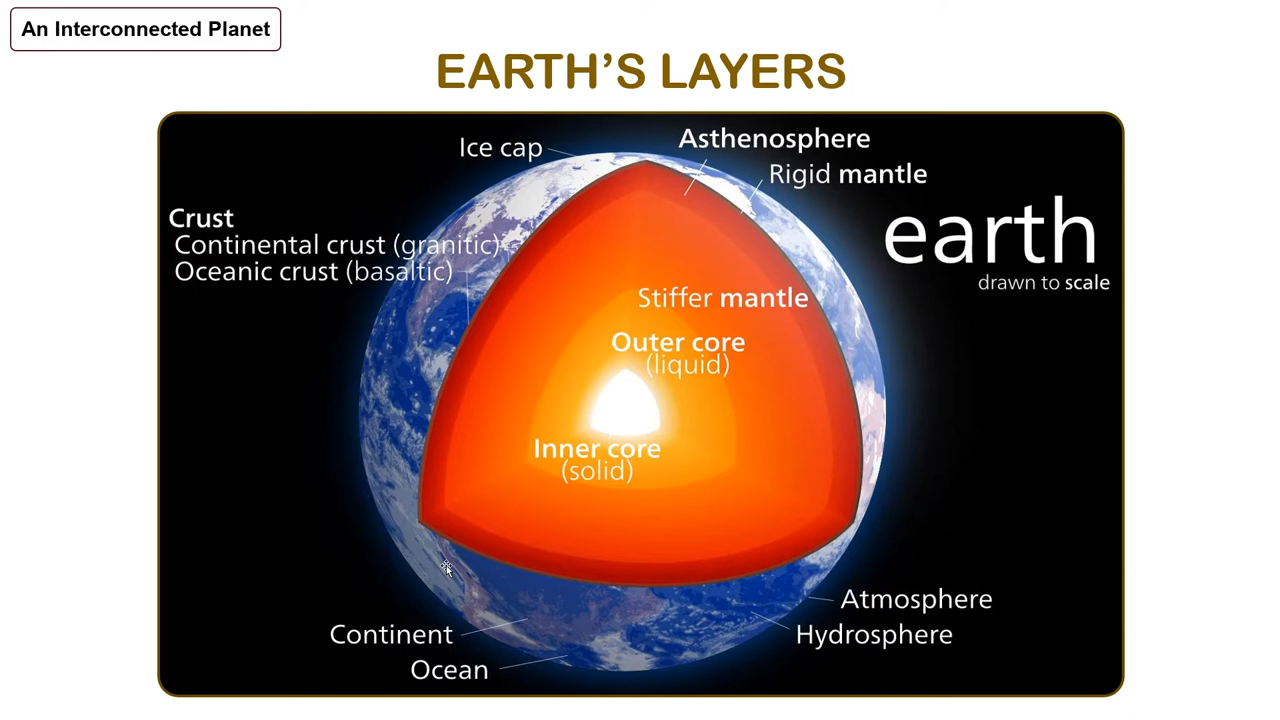 An Interconnected Planet
EARTH’S LAYERS
Ice cap
Asthenosphere
Rigid mantle
Crust
Continental crust (granitic)
Oceanic crust (basaltic)
earth
drawn to scale
Stiffer mantle
Outer core
(liquid)
Inner core
(solid)
Atmosphere
Hydrosphere
Continent
Ocean